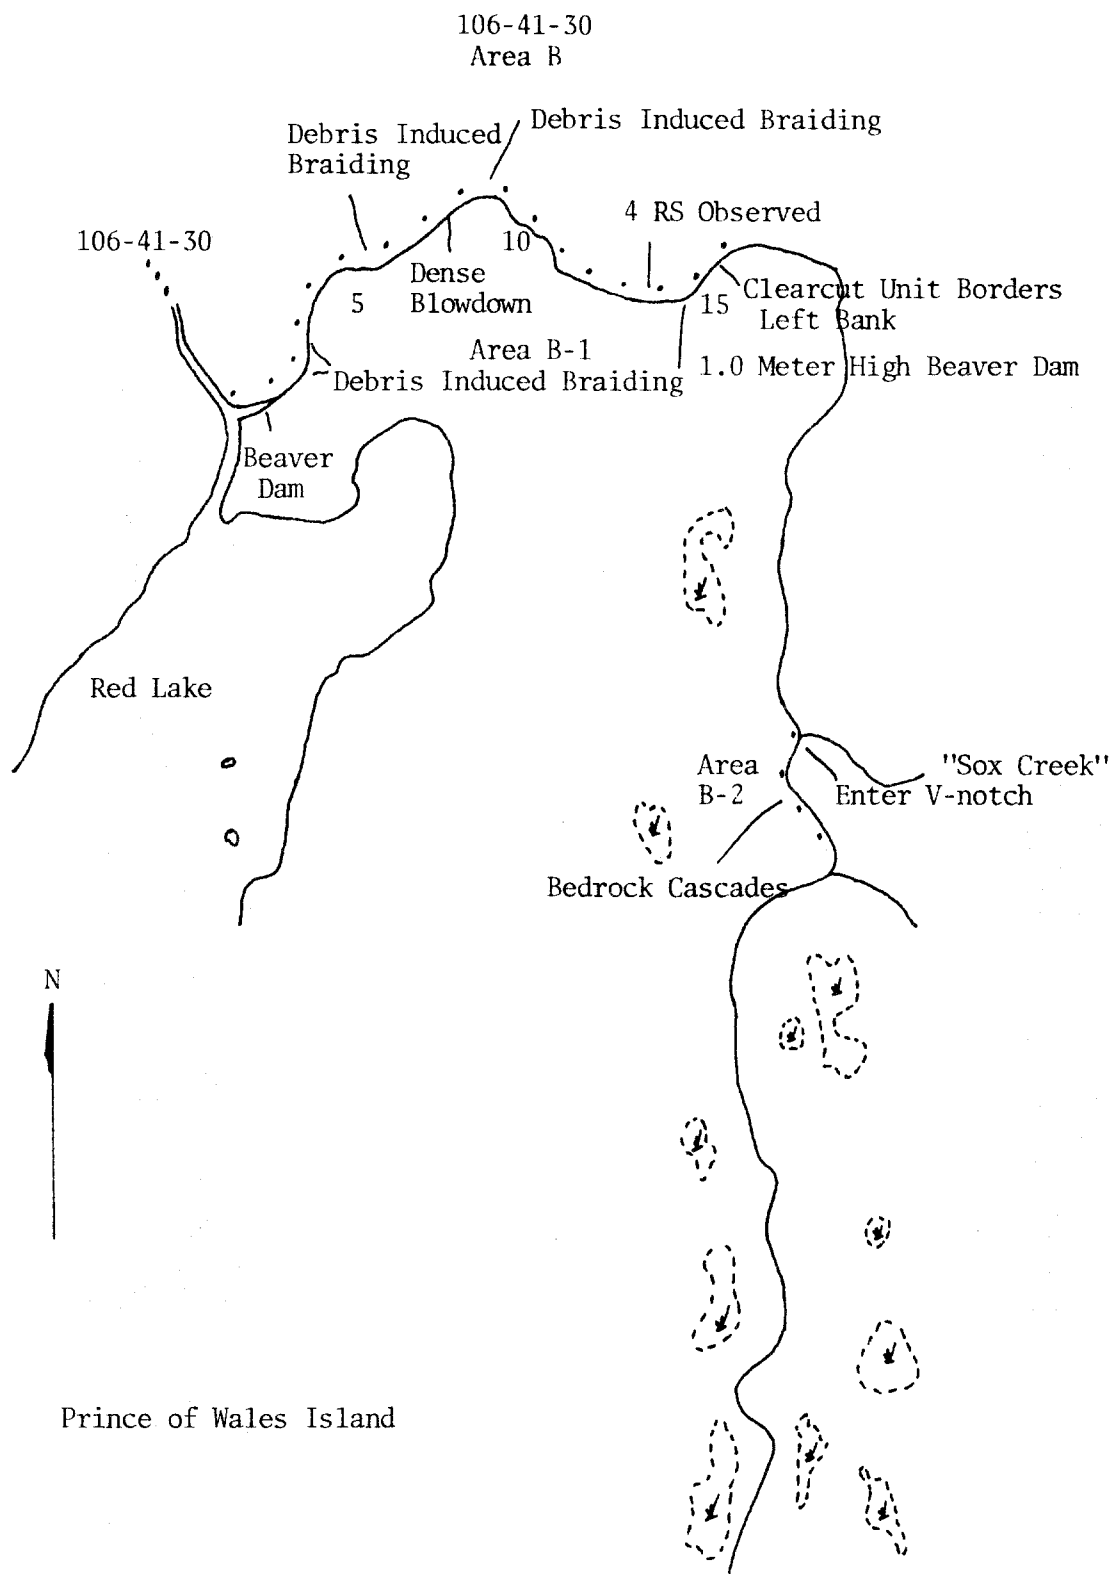 106-41-30
Area B
Debris Induced
Braiding
Debris Induced Braiding
4 RS Observed
106-41-30
10
Dense
Blowdown
5
15
Clearcut Unit Borders
Left Bank
Area B-1
Debris Induced Braiding
1.0 Meter High Beaver Dam
Beaver
Dam
Red Lake
Area
B-2
"Sox Creek"
Enter V-notch
Bedrock Cascades
N
Prince of Wales Island